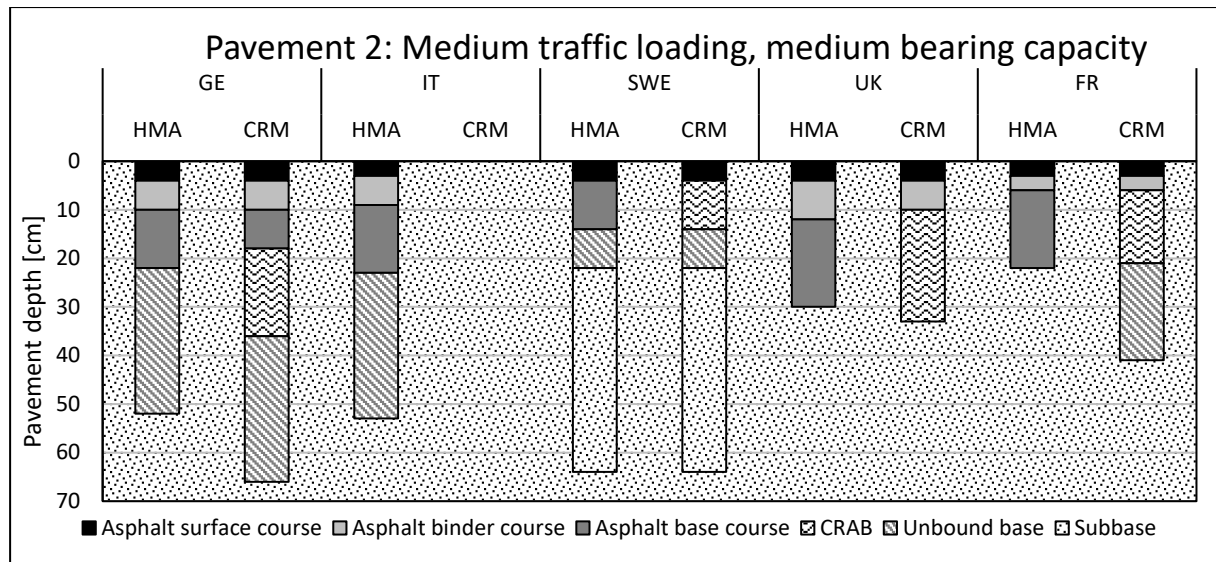 Pavement 2: Medium traffic loading, medium bearing capacity
GE IT SWE UK FR
HMA CRM HMA CRM HMA CRM HMA CRM HMA CRM
0
10
20
30
40
50
60
70
Pavement depth [cm]
Asphalt surface course Asphalt binder course Asphalt base course CRAB Unbound base Subbase